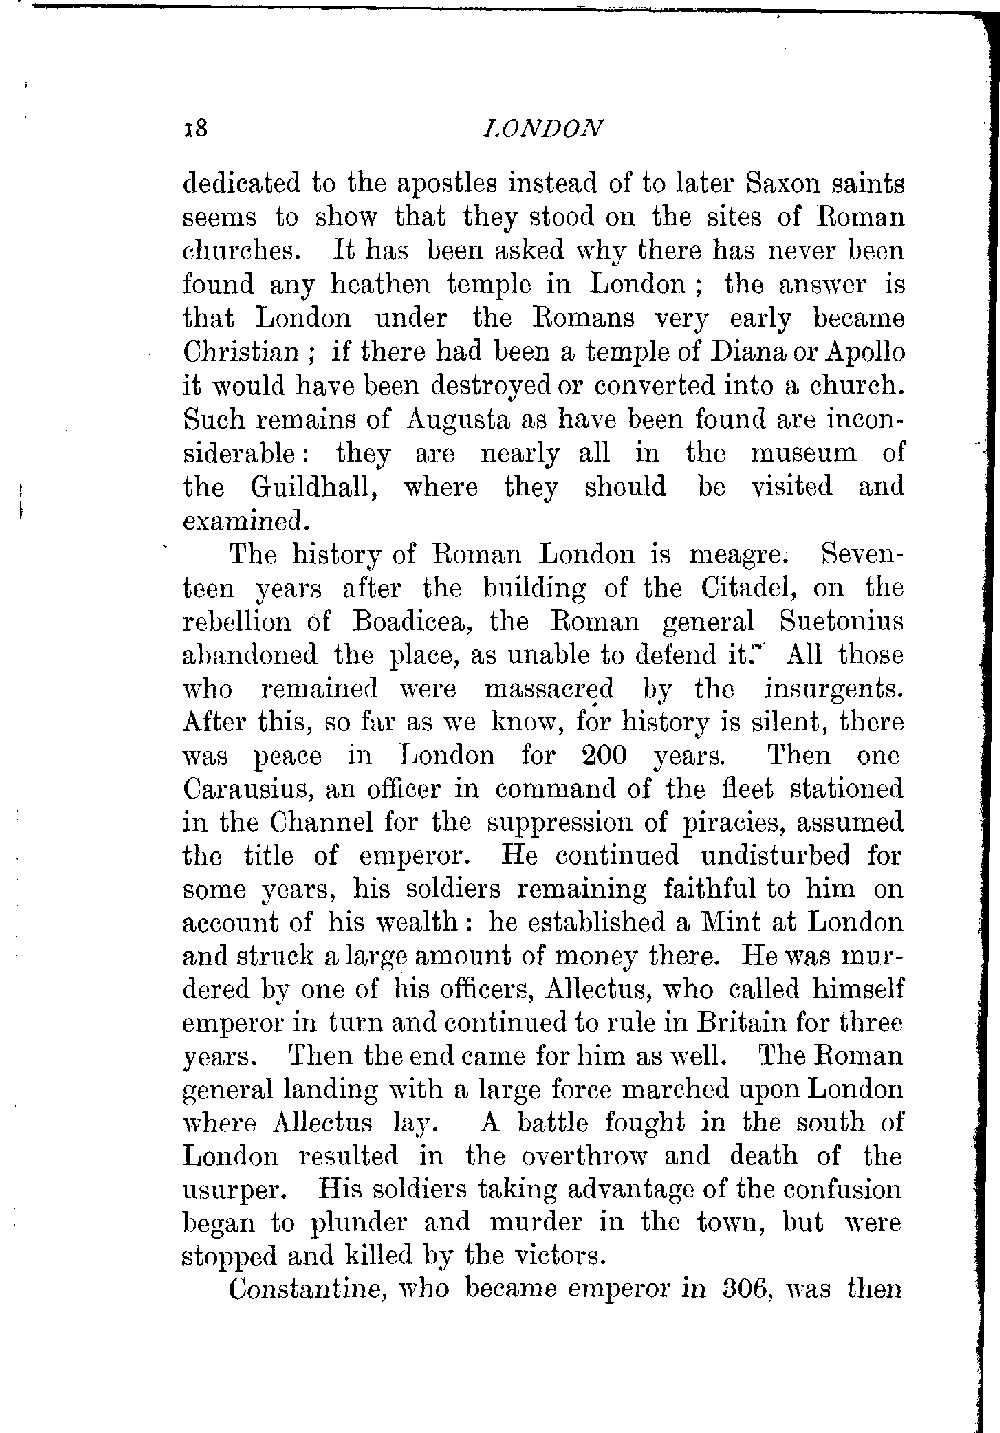 18 LONDON
dedicated to the apostles instead of to later Saxon saints
seems to show that they stood on the sites of Roman
churches. It has been asked why there has never been
found any heathen temple in London ; the answer is
that London under the Romans very early became
Christian ; if there had been a temple of Diana or Apollo
it would have been destroyed or converted into a church.
Such remains of Augusta as have been found are incon-
siderable : they are nearly all in the museum of
the Guildhall, where they should be visited and
examined.
The history of Roman London is meagre. Seven-
teen years after the building of the Citadel, on the
rebellion of Boadicea, the Roman general Suetonius
abandoned the place, as unable to defend it. All those
who remained were massacred by the insurgents.
After this, so far as we know, for history is silent, there
was peace in London for 200 years. Then one
Carausius, an officer in command of the fleet stationed
in the Channel for the suppression of piracies, assumed
the title of emperor. He continued undisturbed for
some years, his soldiers remaining faithful to him on
account of his wealth : he established a Mint at London
and struck a large amount of money there. He was mur-
dered by one of his officers, Allectus, who called himself
emperor in turn and continued to rule in Britain for three
years. Then the end came for him as well. The Roman
general landing with a large force marched upon London
where Allectus lay. A battle fought in the south of
London resulted in the overthrow and death of the
usurper. His soldiers taking advantage of the confusion
began to plunder and murder in the town, but were
stopped and killed by the victors.
Constantine, who became emperor in 306, was then